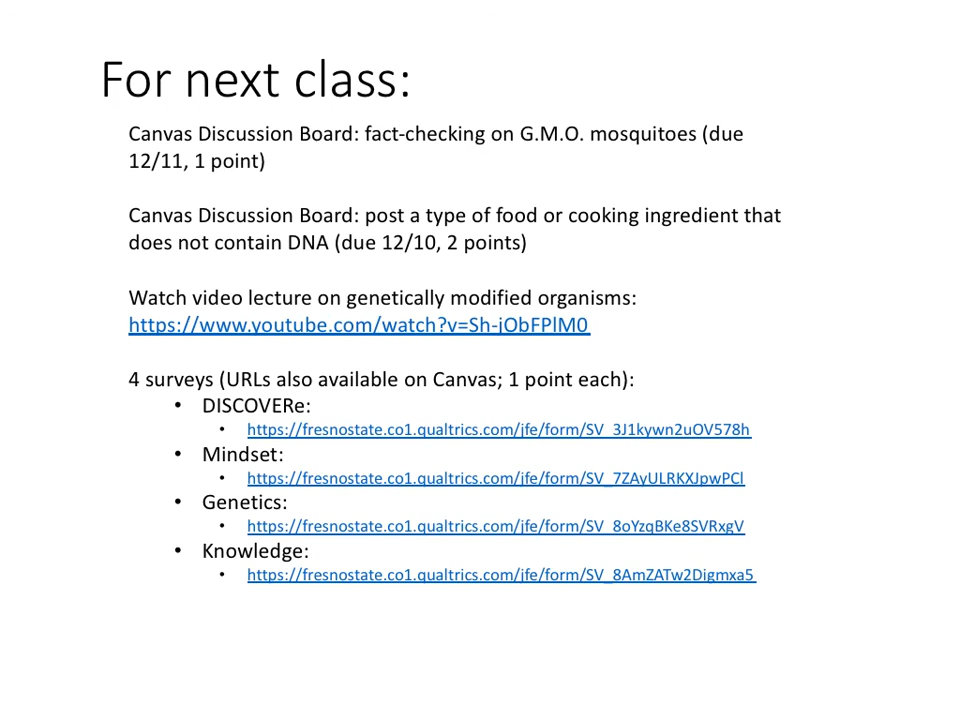 For next class:
Canvas Discussion Board: fact-checking on G.M.O. mosquitoes (due
12/11, 1 point)
Canvas Discussion Board: post a type of food or cooking ingredient that
does not contain DNA (due 12/10, 2 points)
Watch video lecture on genetically modified organisms:
https://www.youtube.com/watch?v=Sh-jObFPlM0
4 surveys (URLs also available on Canvas; 1 point each):
• DISCOVERe:
• https://fresnostate.co1.qualtrics.com/jfe/form/SV_3J1kywn2uOV578h
• Mindset:
• https://fresnostate.co1.qualtrics.com/jfe/form/SV_7ZAyULRKXJpwPCl
• Genetics:
• https://fresnostate.co1.qualtrics.com/jfe/form/SV_8oYzqBKe8SVRxgV
• Knowledge:
• https://fresnostate.co1.qualtrics.com/jfe/form/SV_8AmZATw2Digmxa5